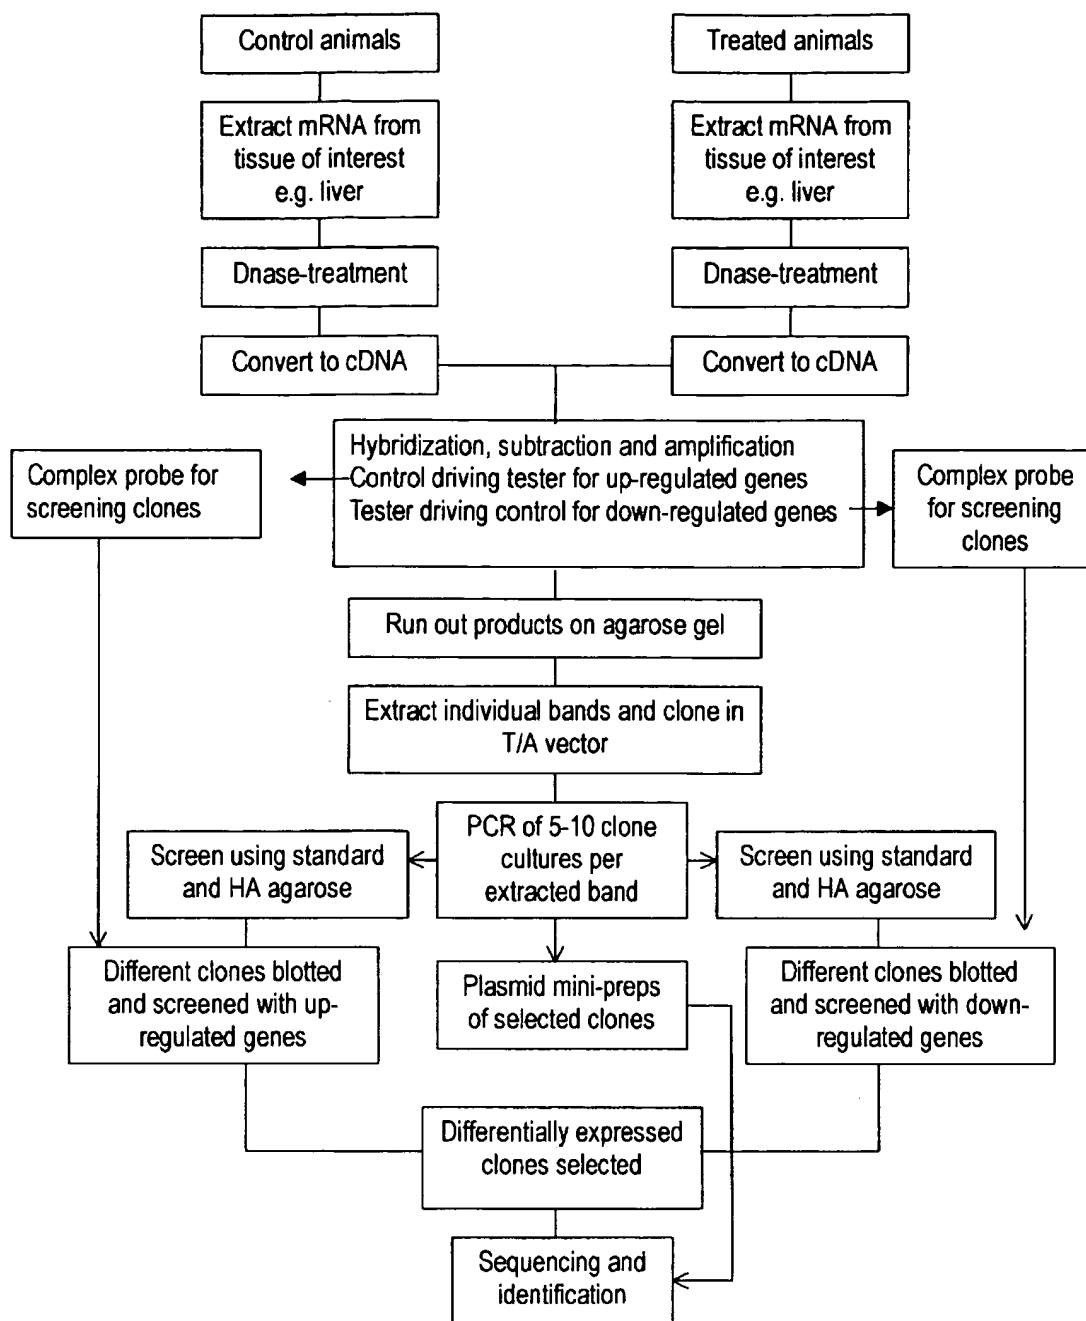 Control animals
Treated animals
Extract mRNA from
tissue of interest
e.g. liver
Extract mRNA from
tissue of interest
e.g. liver
Dnase-treatment
Dnase-treatment
Convert to cDNA
Convert to cDNA
Hybridization, subtraction and amplification
Control driving tester for up-regulated genes
Tester driving control for down-regulated genes
Complex probe for
screening clones
Complex probe
for screening
clones
Run out products on agarose gel
Extract individual bands and clone in
T/A vector
PCR of 5-10 clone
cultures per
extracted band
Screen using standard
and HA agarose
Screen using standard
and HA agarose
Different clones blotted
and screened with up-
regulated genes
Plasmid mini-preps
of selected clones
Different clones blotted
and screened with down-
regulated genes
Differentially expressed
clones selected
Sequencing and
identification